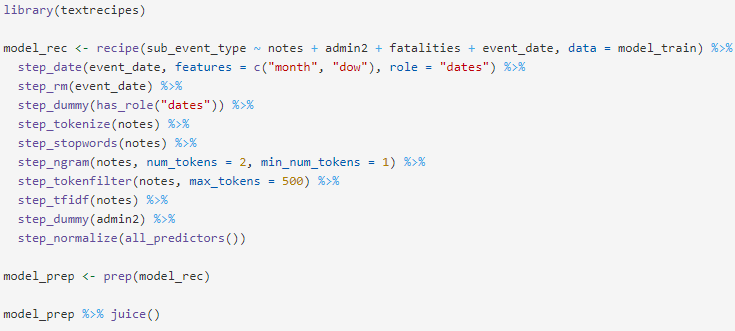 library(textrecipes)

model_rec <- recipe(sub_event_type ~ notes + admin2 + fatalities + event_date, data = model_train) %>%
  step_date(event_date, features = c("month", "dow"), role = "dates") %>%
  step_rm(event_date) %>%
  step_dummy(has_role("dates")) %>%
  step_tokenize(notes) %>%
  step_stopwords(notes) %>%
  step_ngram(notes, num_tokens = 2, min_num_tokens = 1) %>%
  step_tokenfilter(notes, max_tokens = 500) %>%
  step_tfidf(notes) %>%
  step_dummy(admin2) %>%
  step_normalize(all_predictors())

model_prep <- prep(model_rec)

model_prep %>% juice()